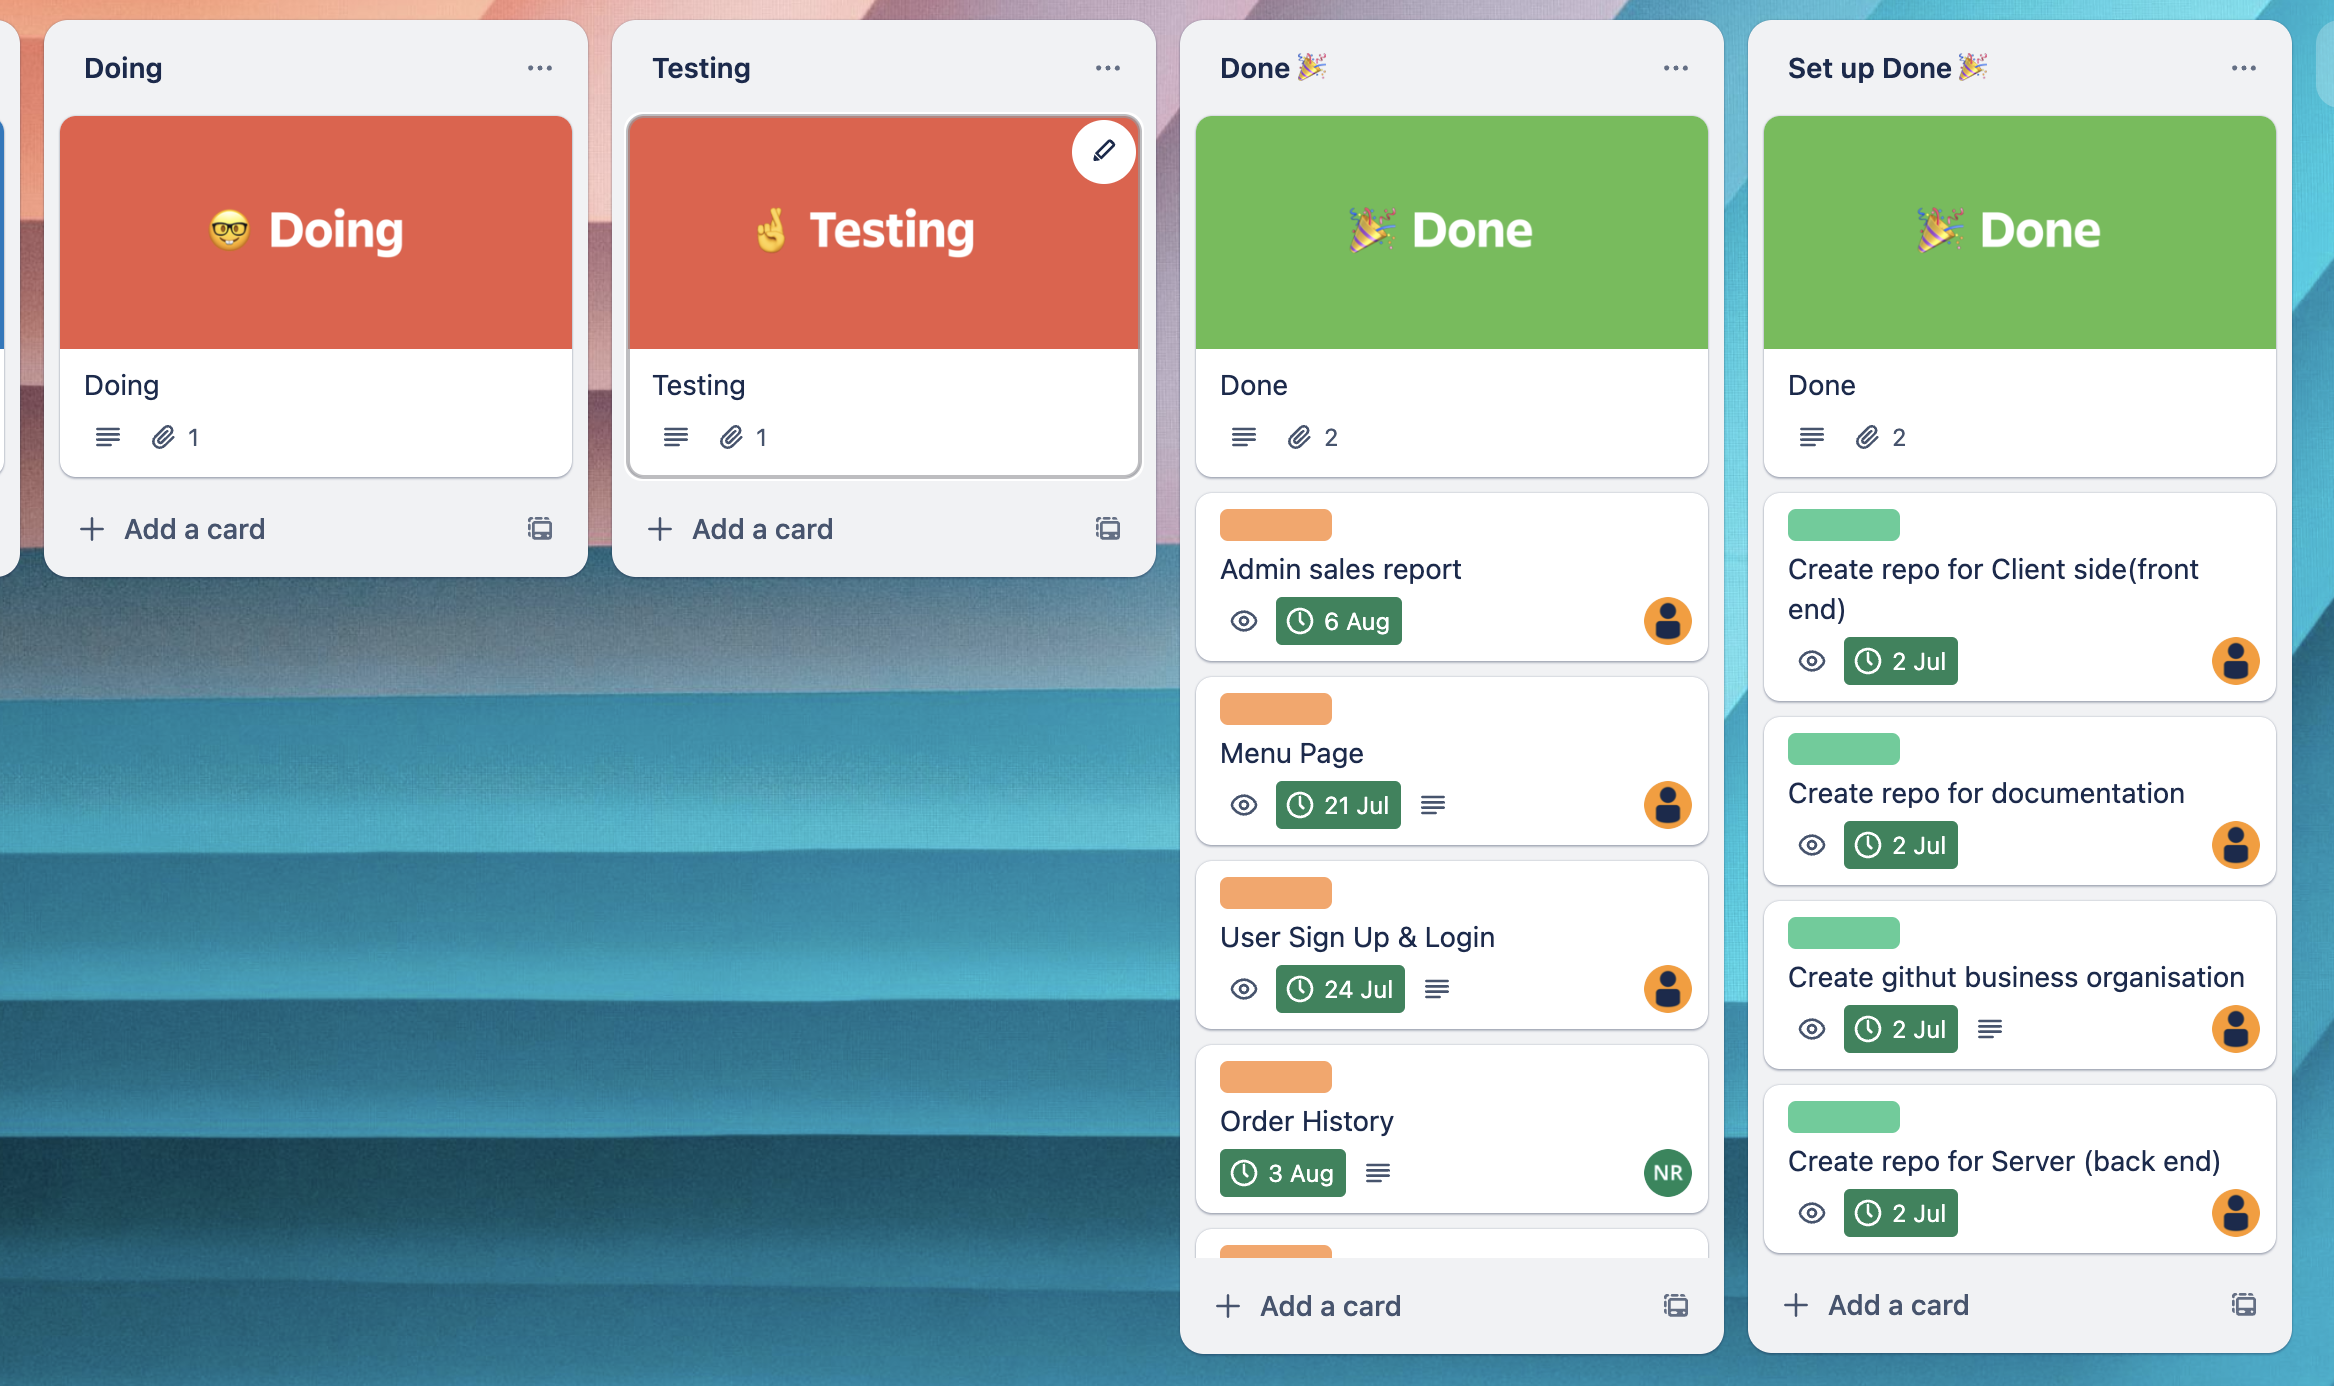 Doing
Doing
Doing
1
Add a card
Testing
Testing
Testing
1
Add a card
Done
Done
Done
2
Admin sales report
6 Aug
Menu Page
21 Jul
User Sign Up & Login
24 Jul
Order History
3 Aug
NR
Add a card
Set up Done
Done
Done
2
Create repo for Client side(front
end)
2 Jul
Create repo for documentation
2 Jul
Create githut business organisation
2 Jul
Create repo for Server (back end)
2 Jul
Add a card